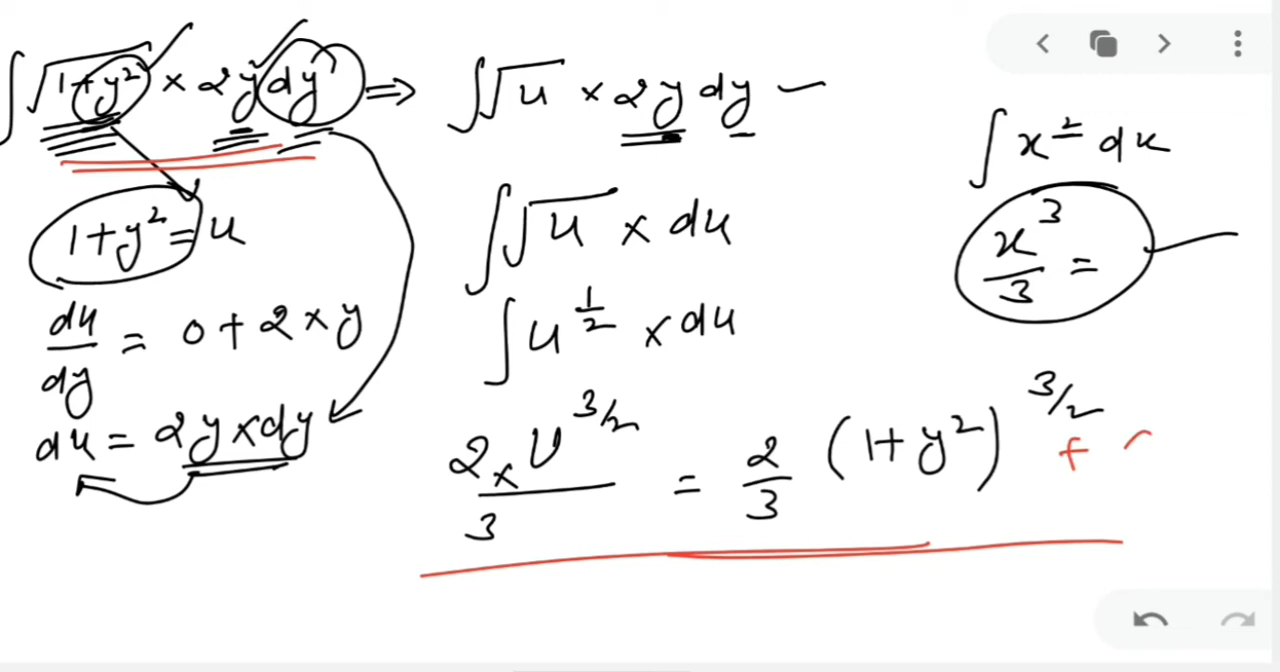 ∫√(1+y²) × 2y dy ⇒ ∫√u × 2y dy
1+y² = u
du/dy = 0 + 2 × y
du = 2y × dy
∫√u × du
∫u^(1/2) × du
2 × U^(3/2) / 3 = 2/3 (1+y²)^(3/2) +
∫x² dx
x³/3 =